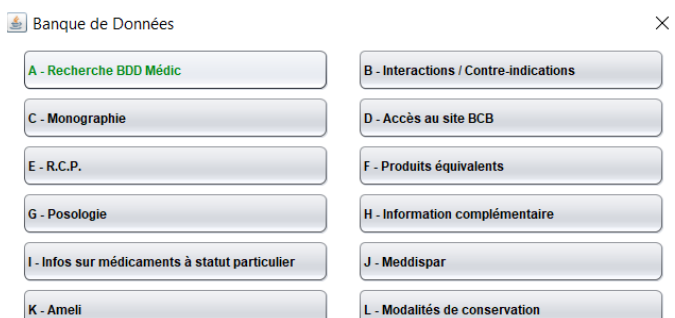 Banque de Données
A - Recherche BDD Médic
B - Interactions / Contre-indications
C - Monographie
D - Accès au site BCB
E - R.C.P.
F - Produits équivalents
G - Posologie
H - Information complémentaire
I - Infos sur médicaments à statut particulier
J - Meddispar
K - Ameli
L - Modalités de conservation